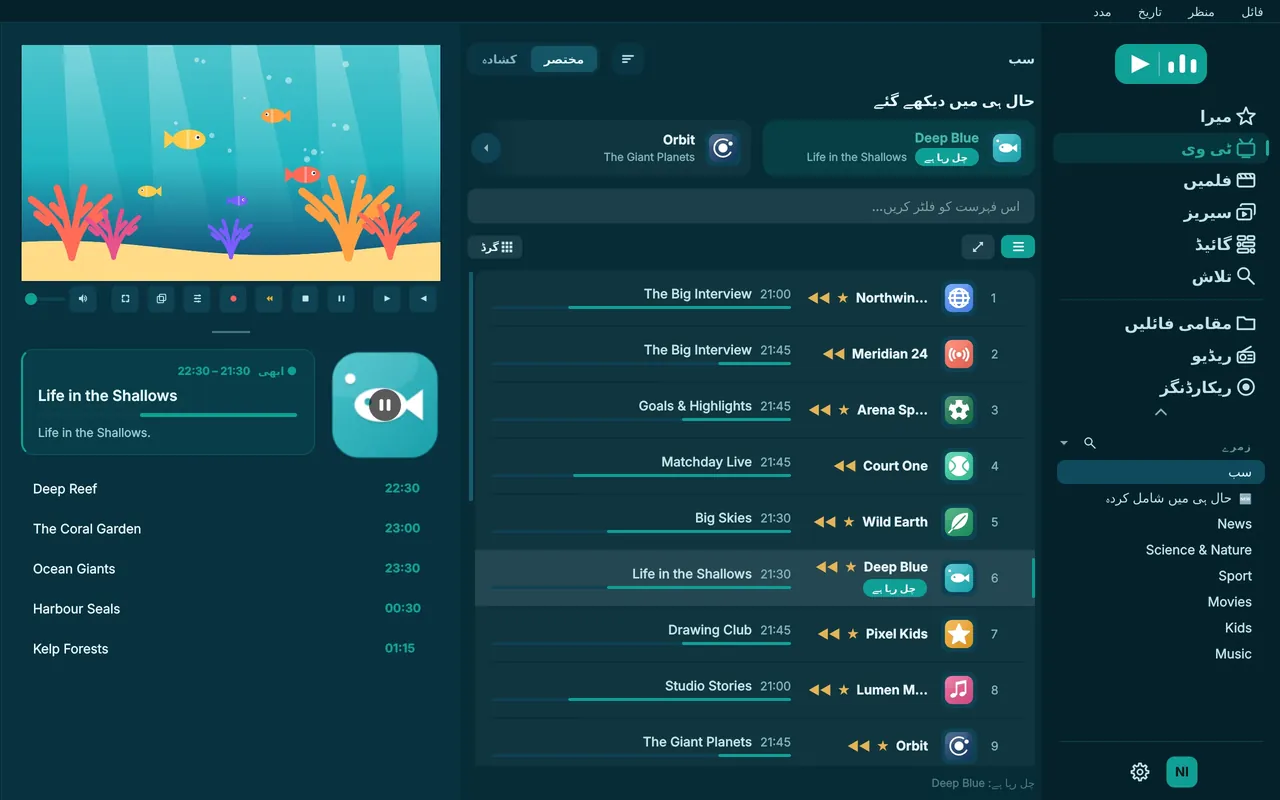 فائل
منظر
تاریخ
مدد
میرا
ٹی وی
فلمیں
سیریز
گائیڈ
تلاش
مقامی فائلیں
ریڈیو
ریکارڈنگز
زمرے
سب
حال ہی میں شامل کردہ
News
Science & Nature
Sport
Movies
Kids
Music
NI
سب
مختصر
کشادہ
حال ہی میں دیکھے گئے
Deep Blue
چل رہا ہے Life in the Shallows
Orbit
The Giant Planets
اس فہرست کو فلٹر کریں...
گرڈ
1 Northwin... 21:00 The Big Interview
2 Meridian 24 21:45 The Big Interview
3 Arena Sp... 21:45 Goals & Highlights
4 Court One 21:45 Matchday Live
5 Wild Earth 21:30 Big Skies
6 Deep Blue 21:30 Life in the Shallows
چل رہا ہے
7 Pixel Kids 21:45 Drawing Club
8 Lumen M... 21:00 Studio Stories
9 Orbit 21:45 The Giant Planets
چل رہا ہے: Deep Blue
ابھی 21:30 – 22:30
Life in the Shallows
Life in the Shallows.
Deep Reef 22:30
The Coral Garden 23:00
Ocean Giants 23:30
Harbour Seals 00:30
Kelp Forests 01:15